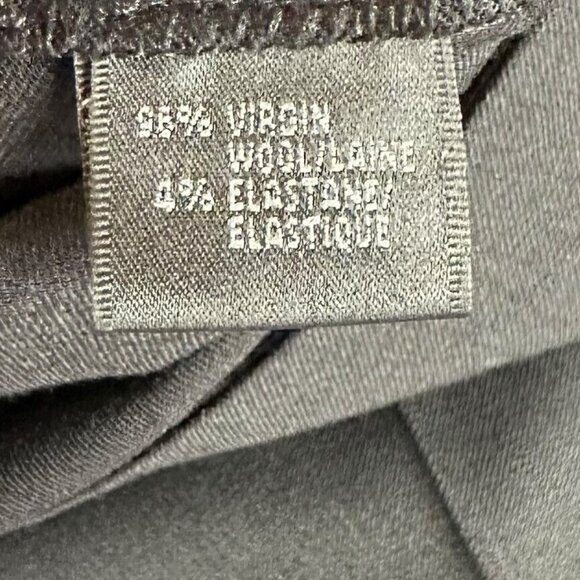 96% VIRGIN
WOOL/LAINE
4% ELASTANE/
ELASTIQUE